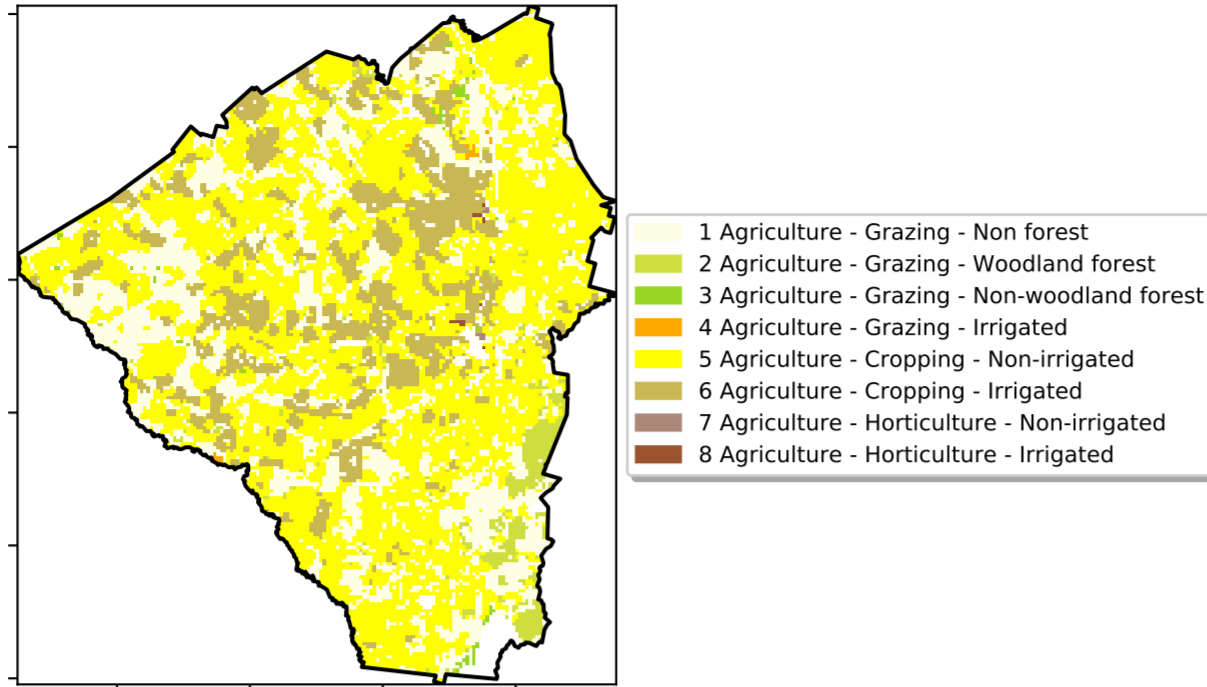 1 Agriculture - Grazing - Non forest
2 Agriculture - Grazing - Woodland forest
3 Agriculture - Grazing - Non-woodland forest
4 Agriculture - Grazing - Irrigated
5 Agriculture - Cropping - Non-irrigated
6 Agriculture - Cropping - Irrigated
7 Agriculture - Horticulture - Non-irrigated
8 Agriculture - Horticulture - Irrigated